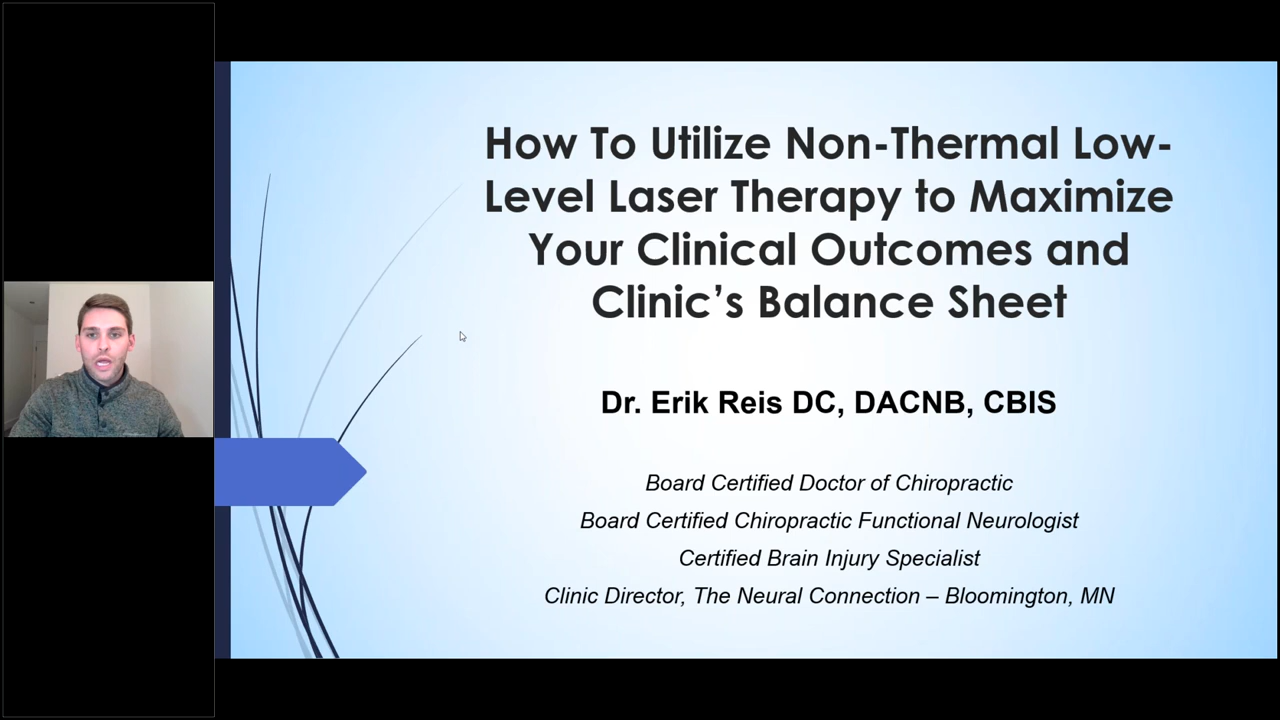 How To Utilize Non-Thermal Low-
Level Laser Therapy to Maximize
Your Clinical Outcomes and
Clinic’s Balance Sheet
Dr. Erik Reis DC, DACNB, CBIS
Board Certified Doctor of Chiropractic
Board Certified Chiropractic Functional Neurologist
Certified Brain Injury Specialist
Clinic Director, The Neural Connection – Bloomington, MN